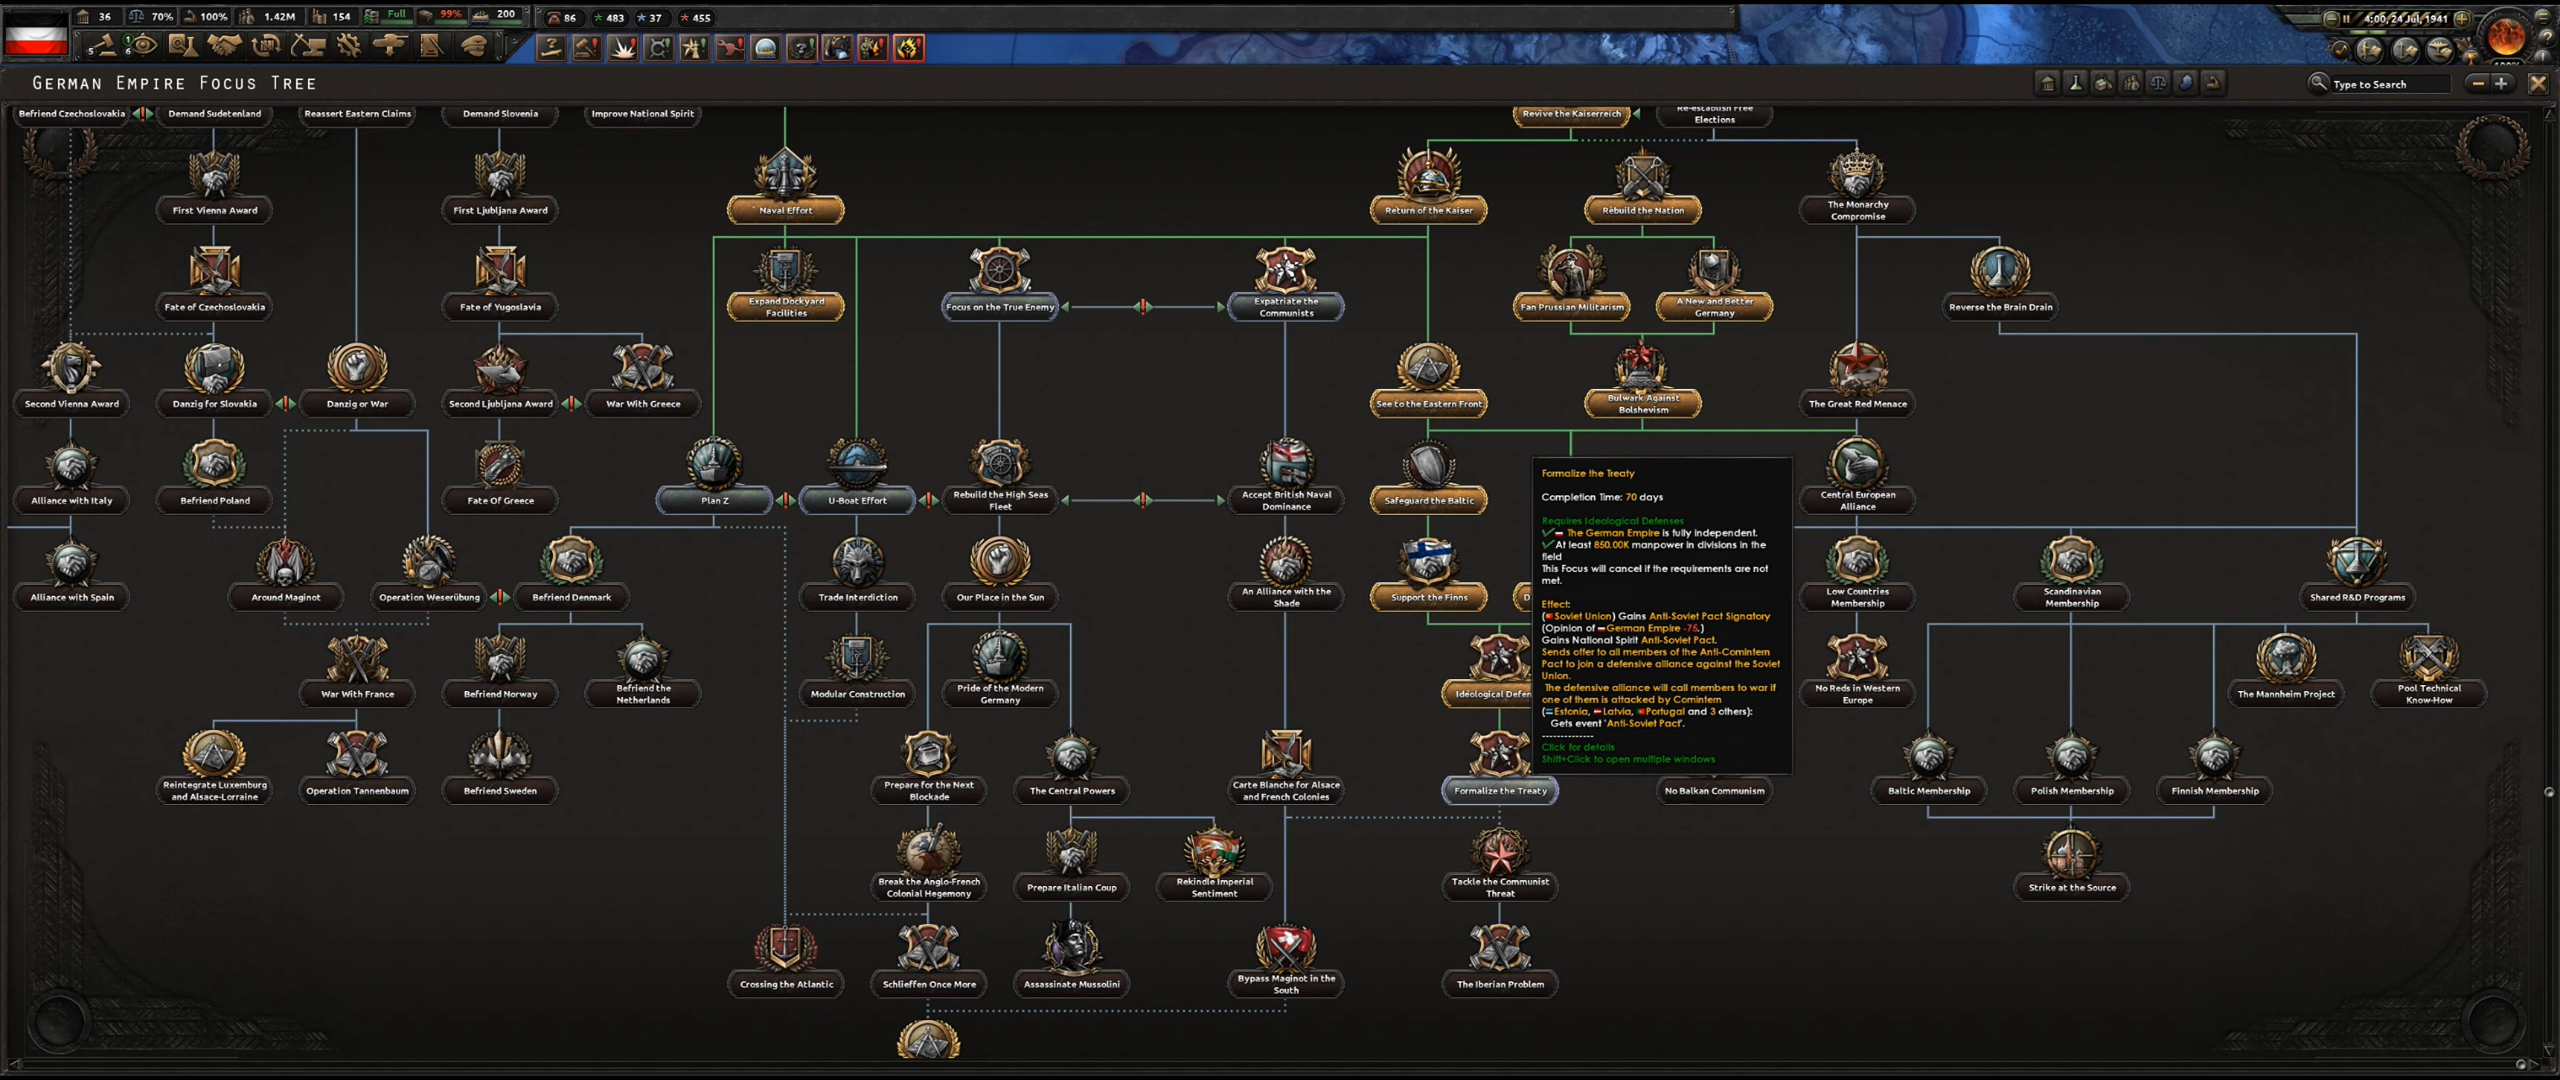 36 70% 100% 1.42M 154 Full 99% 200 86 483 37 455 4:00, 24 Jul, 1941
5 1 6
100%
GERMAN EMPIRE FOCUS TREE Type to Search
Befriend Czechoslovakia Demand Sudetenland Reassert Eastern Claims Demand Slovenia Improve National Spirit Revive the Kaiserreich Re-establish Free
Elections
First Vienna Award First Ljubljana Award Naval Effort Return of the Kaiser Rebuild the Nation The Monarchy
Compromise
Fate of Czechoslovakia Fate of Yugoslavia Expand Dockyard
Facilities Focus on the True Enemy Expatriate the
Communists Fan Prussian Militarism A New and Better
Germany Reverse the Brain Drain
Second Vienna Award Danzig for Slovakia Danzig or War Second Ljubljana Award War With Greece See to the Eastern Front Bulwark Against
Bolshevism The Great Red Menace
Alliance with Italy Befriend Poland Fate Of Greece Plan Z U-Boat Effort Rebuild the High Seas
Fleet Accept British Naval
Dominance Safeguard the Baltic Central European
Alliance
Formalize the Treaty
Completion Time: 70 days
Requires Ideological Defenses
The German Empire is fully independent.
At least 850.00K manpower in divisions in the
field
This Focus will cancel if the requirements are not
met.
Effect:
(Soviet Union) Gains Anti-Soviet Pact Signatory
(Opinion of German Empire -75.)
Gains National Spirit Anti-Soviet Pact.
Sends offer to all members of the Anti-Comintern
Pact to join a defensive alliance against the Soviet
Union.
The defensive alliance will call members to war if
one of them is attacked by Comintern
(Estonia, Latvia, Portugal and 3 others):
Gets event 'Anti-Soviet Pact'.
--------------
Click for details
Shift+Click to open multiple windows
Alliance with Spain Around Maginot Operation Weserübung Befriend Denmark Trade Interdiction Our Place in the Sun An Alliance with the
Shade Support the Finns D Low Countries
Membership Scandinavian
Membership Shared R&D Programs
War With France Befriend Norway Befriend the
Netherlands Modular Construction Pride of the Modern
Germany Ideological Defen No Reds in Western
Europe The Mannheim Project Pool Technical
Know-How
Reintegrate Luxemburg
and Alsace-Lorraine Operation Tannenbaum Befriend Sweden Prepare for the Next
Blockade The Central Powers Carte Blanche for Alsace
and French Colonies Formalize the Treaty No Balkan Communism Baltic Membership Polish Membership Finnish Membership
Break the Anglo-French
Colonial Hegemony Prepare Italian Coup Rekindle Imperial
Sentiment Tackle the Communist
Threat Strike at the Source
Crossing the Atlantic Schlieffen Once More Assassinate Mussolini Bypass Maginot in the
South The Iberian Problem